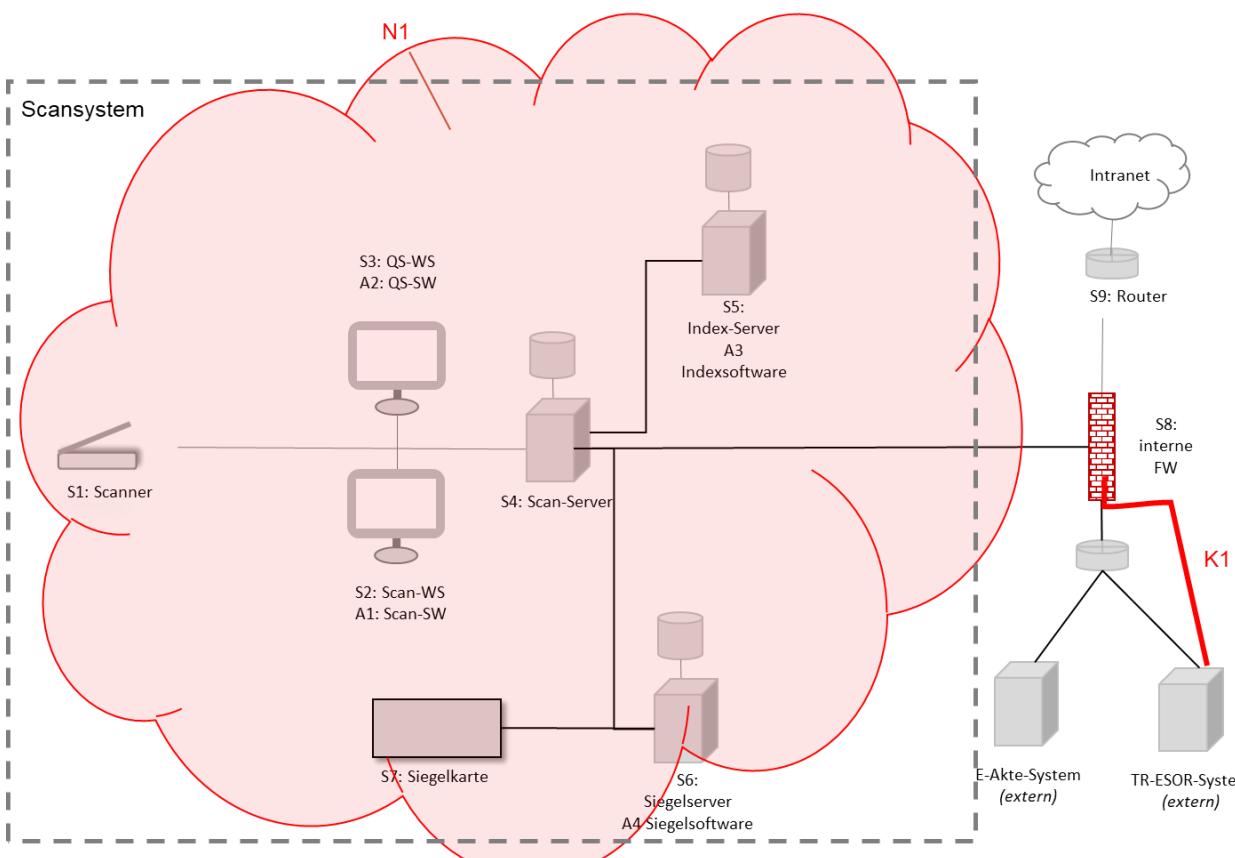 N1
Scansystem
Intranet
S9: Router
S3: QS-WS
A2: QS-SW
S5:
Index-Server
A3
Indexsoftware
S8:
interne
FW
S1: Scanner
S4: Scan-Server
K1
S2: Scan-WS
A1: Scan-SW
S7: Siegelkarte
S6:
Siegelserver
A4 Siegelsoftware
E-Akte-System
(extern)
TR-ESOR-Syste
(extern)